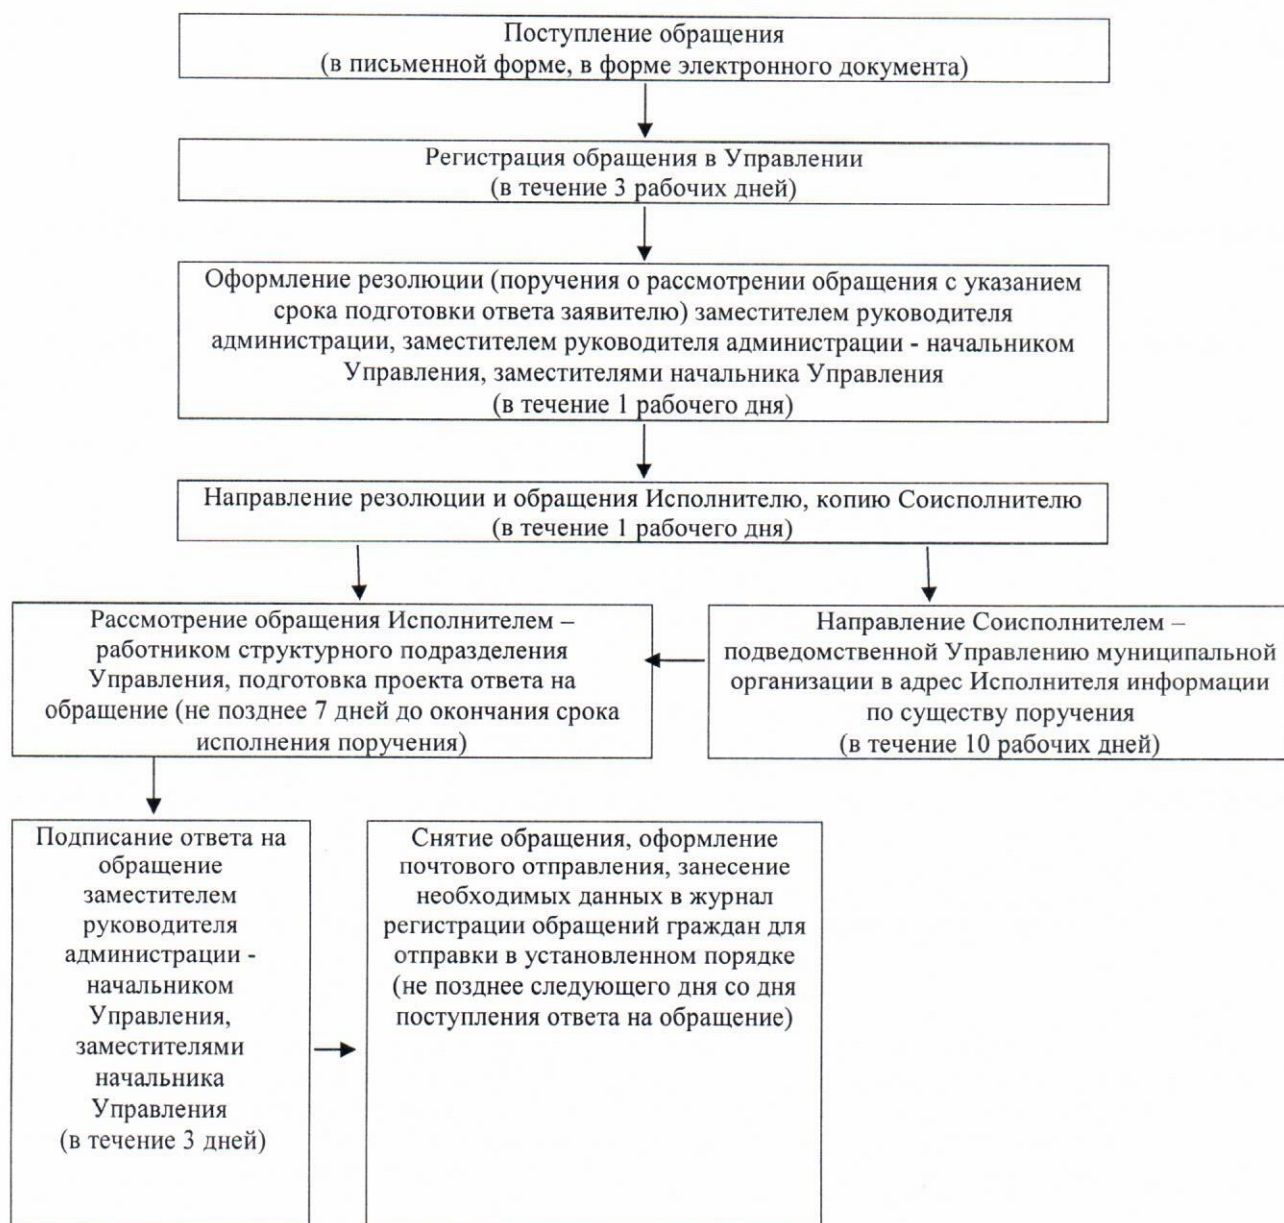 Поступление обращения
(в письменной форме, в форме электронного документа)
Регистрация обращения в Управлении
(в течение 3 рабочих дней)
Оформление резолюции (поручения о рассмотрении обращения с указанием
срока подготовки ответа заявителю) заместителем руководителя
администрации, заместителем руководителя администрации - начальником
Управления, заместителями начальника Управления
(в течение 1 рабочего дня)
Направление резолюции и обращения Исполнителю, копию Соисполнителю
(в течение 1 рабочего дня)
Рассмотрение обращения Исполнителем –
работником структурного подразделения
Управления, подготовка проекта ответа на
обращение (не позднее 7 дней до окончания срока
исполнения поручения)
Направление Соисполнителем –
подведомственной Управлению муниципальной
организации в адрес Исполнителя информации
по существу поручения
(в течение 10 рабочих дней)
Подписание ответа на
обращение
заместителем
руководителя
администрации -
начальником
Управления,
заместителями
начальника
Управления
(в течение 3 дней)
Снятие обращения, оформление
почтового отправления, занесение
необходимых данных в журнал
регистрации обращений граждан для
отправки в установленном порядке
(не позднее следующего дня со дня
поступления ответа на обращение)